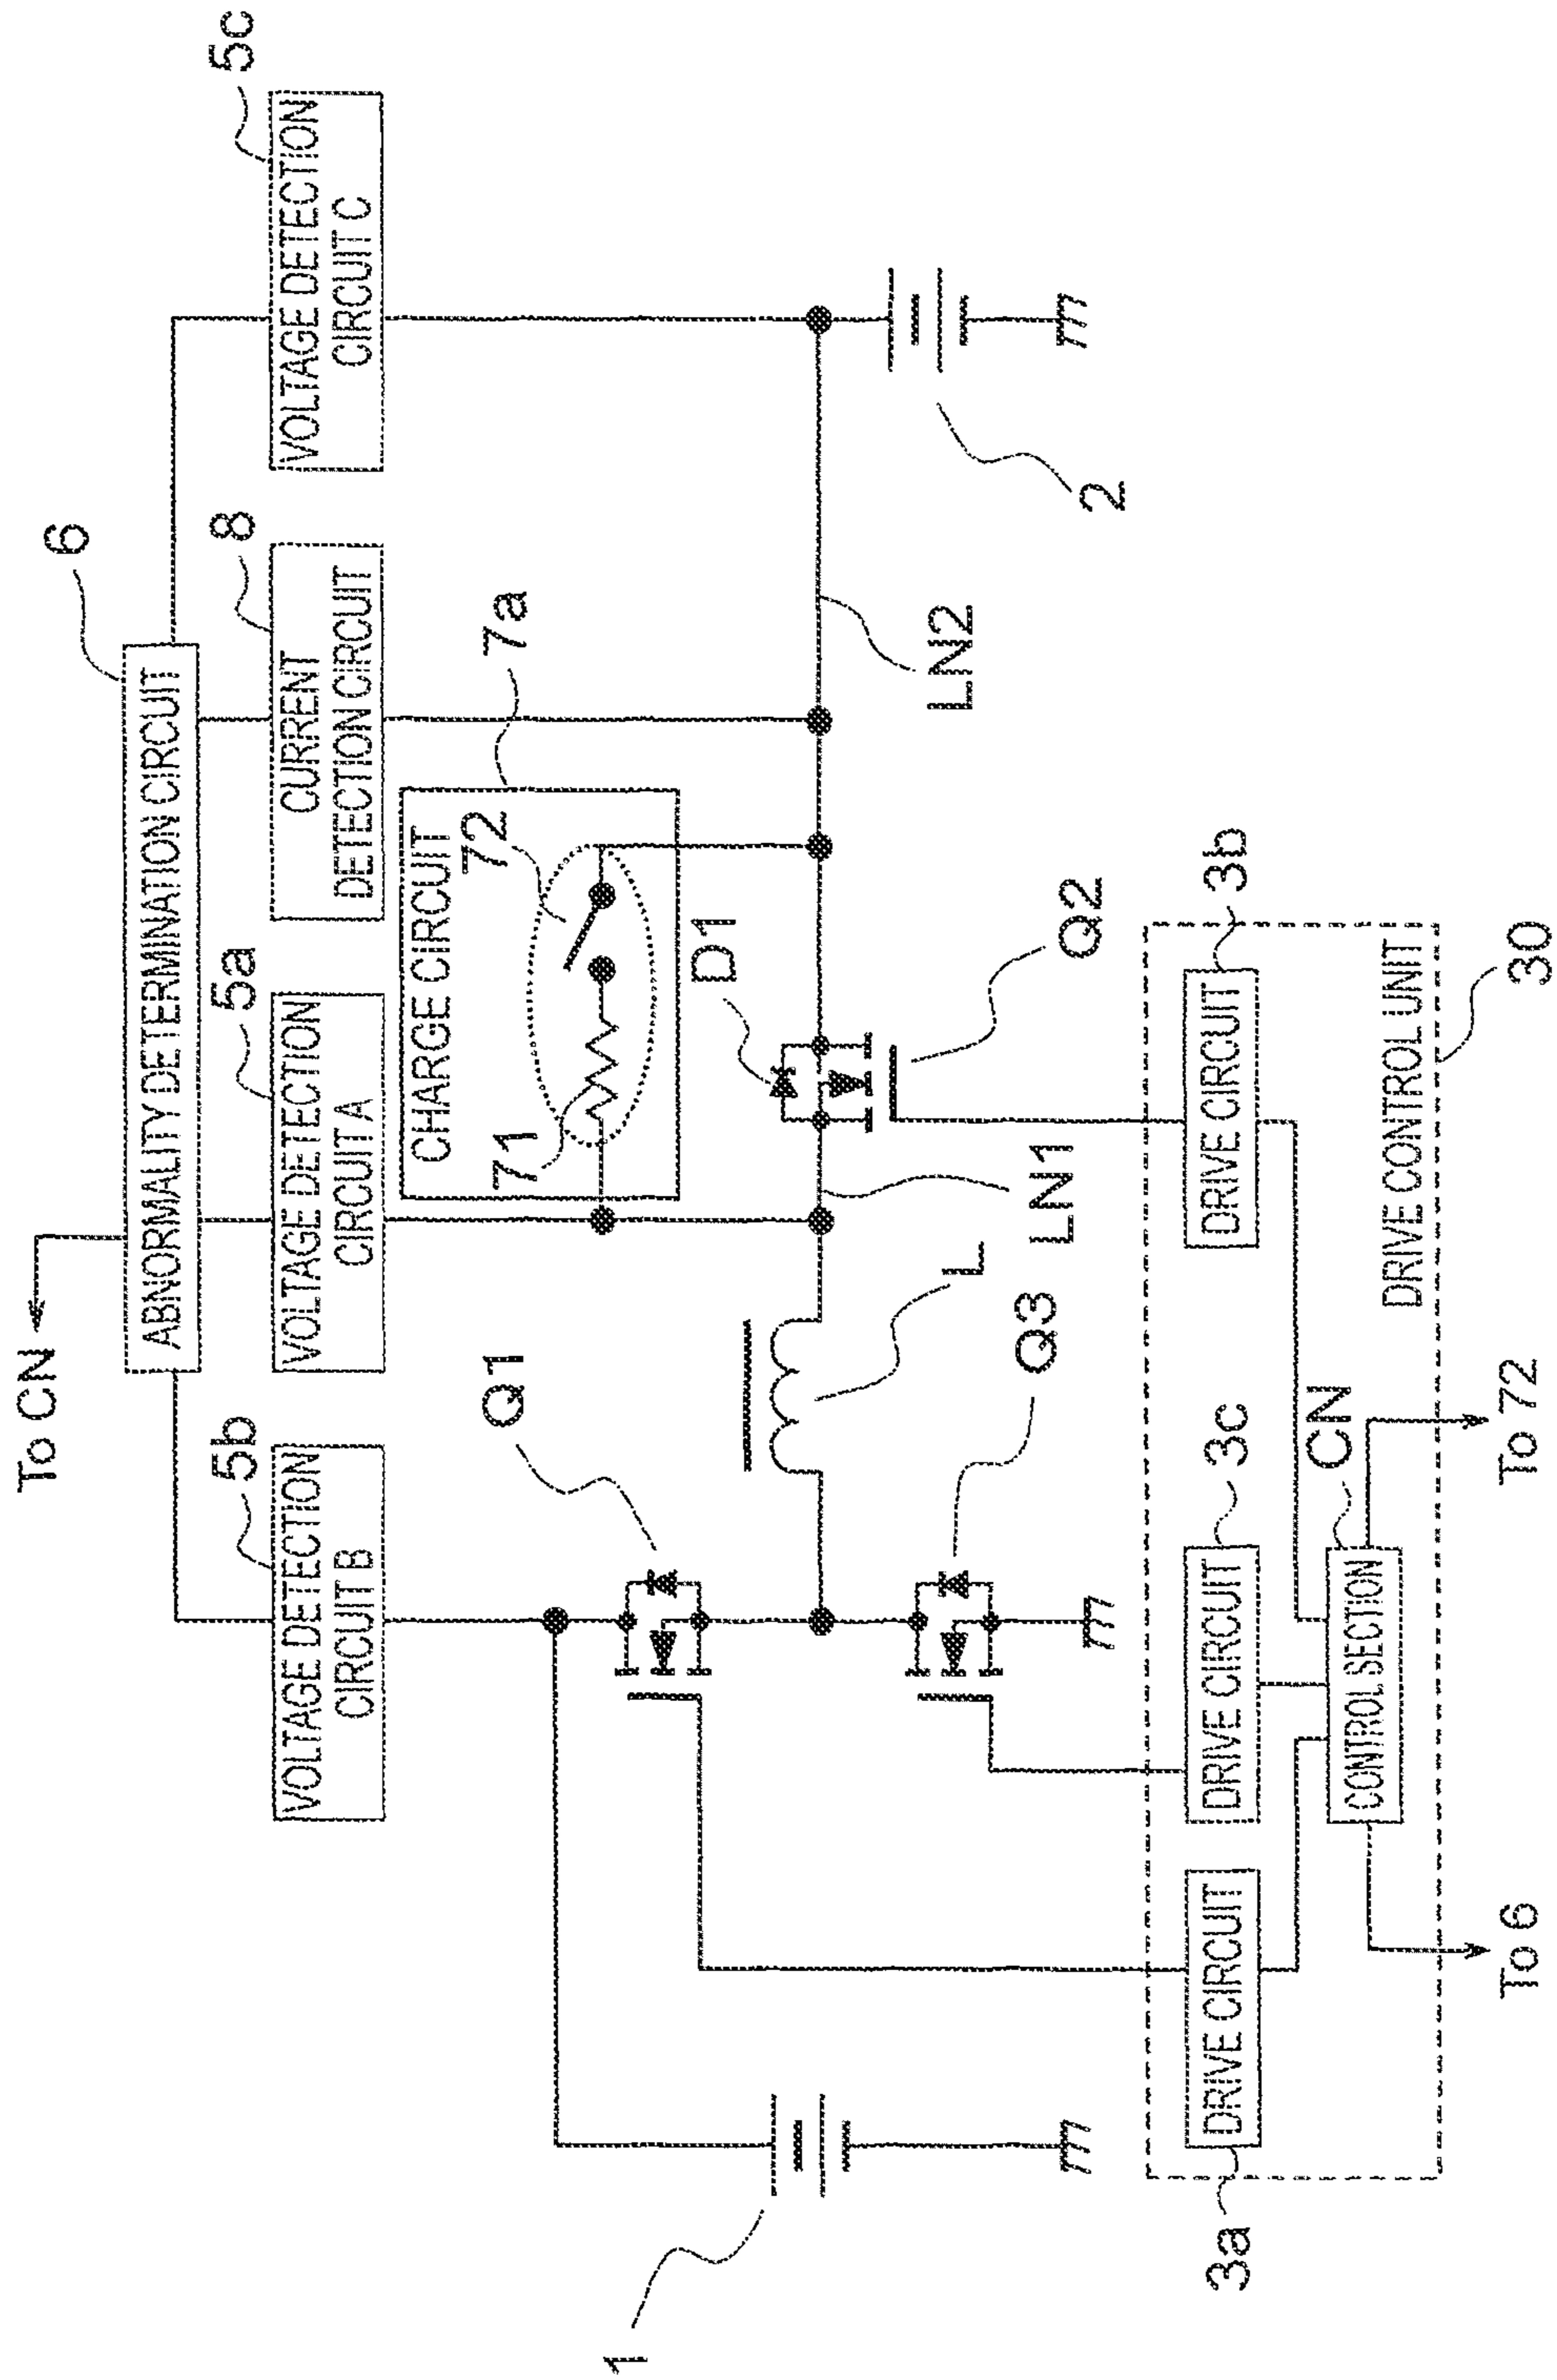 To CN
6
ABNORMALITY DETERMINATION CIRCUIT
5b
VOLTAGE DETECTION
CIRCUIT B
5a
VOLTAGE DETECTION
CIRCUIT A
8
CURRENT
DETECTION CIRCUIT
5c
VOLTAGE DETECTION
CIRCUIT C
CHARGE CIRCUIT
7a
71
72
Q1
D1
L
LN1
LN2
Q3
Q2
1
2
3a
DRIVE CIRCUIT
3c
DRIVE CIRCUIT
3b
DRIVE CIRCUIT
CN
CONTROL SECTION
DRIVE CONTROL UNIT
30
To 6
To 72